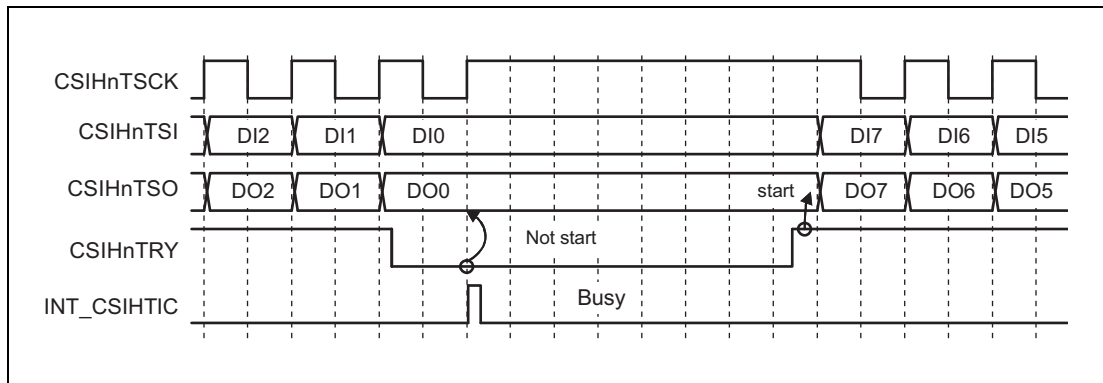 CSIHnTSCK
CSIHnTSI DI2 DI1 DI0 DI7 DI6 DI5
CSIHnTSO DO2 DO1 DO0 start DO7 DO6 DO5
CSIHnTRY Not start
INT_CSIHTIC Busy